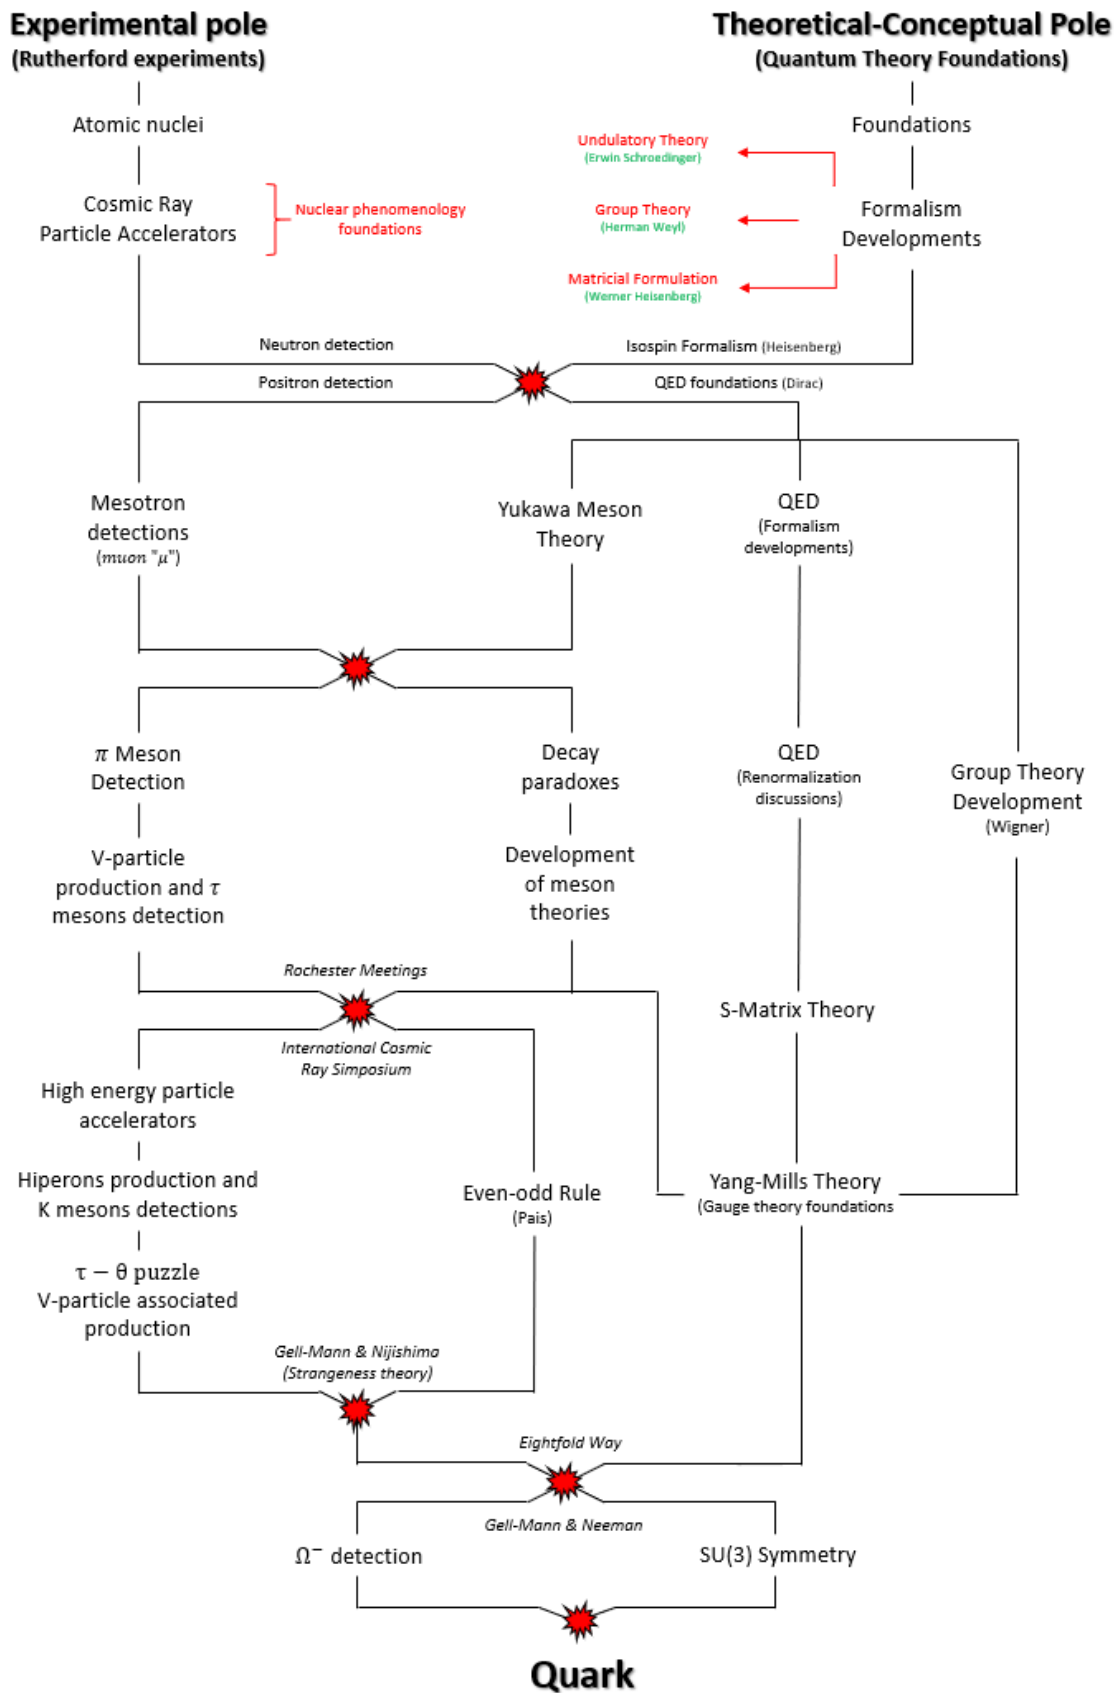 Experimental pole
(Rutherford experiments)
Theoretical-Conceptual Pole
(Quantum Theory Foundations)
Atomic nuclei
Foundations
Undulatory Theory
(Erwin Schroedinger)
Cosmic Ray
Particle Accelerators
Nuclear phenomenology
foundations
Group Theory
(Herman Weyl)
Formalism
Developments
Matricial Formulation
(Werner Heisenberg)
Neutron detection
Isospin Formalism (Heisenberg)
Positron detection
QED foundations (Dirac)
Mesotron
detections
(muon "μ")
Yukawa Meson
Theory
QED
(Formalism
developments)
π Meson
Detection
Decay
paradoxes
QED
(Renormalization
discussions)
Group Theory
Development
(Wigner)
V-particle
production and τ
mesons detection
Development
of meson
theories
Rochester Meetings
S-Matrix Theory
International Cosmic
Ray Simposium
High energy particle
accelerators
Hiperons production and
K mesons detections
Even-odd Rule
(Pais)
Yang-Mills Theory
(Gauge theory foundations
τ − θ puzzle
V-particle associated
production
Gell-Mann & Nijishima
(Strangeness theory)
Eightfold Way
Gell-Mann & Neeman
Ω⁻ detection
SU(3) Symmetry
Quark